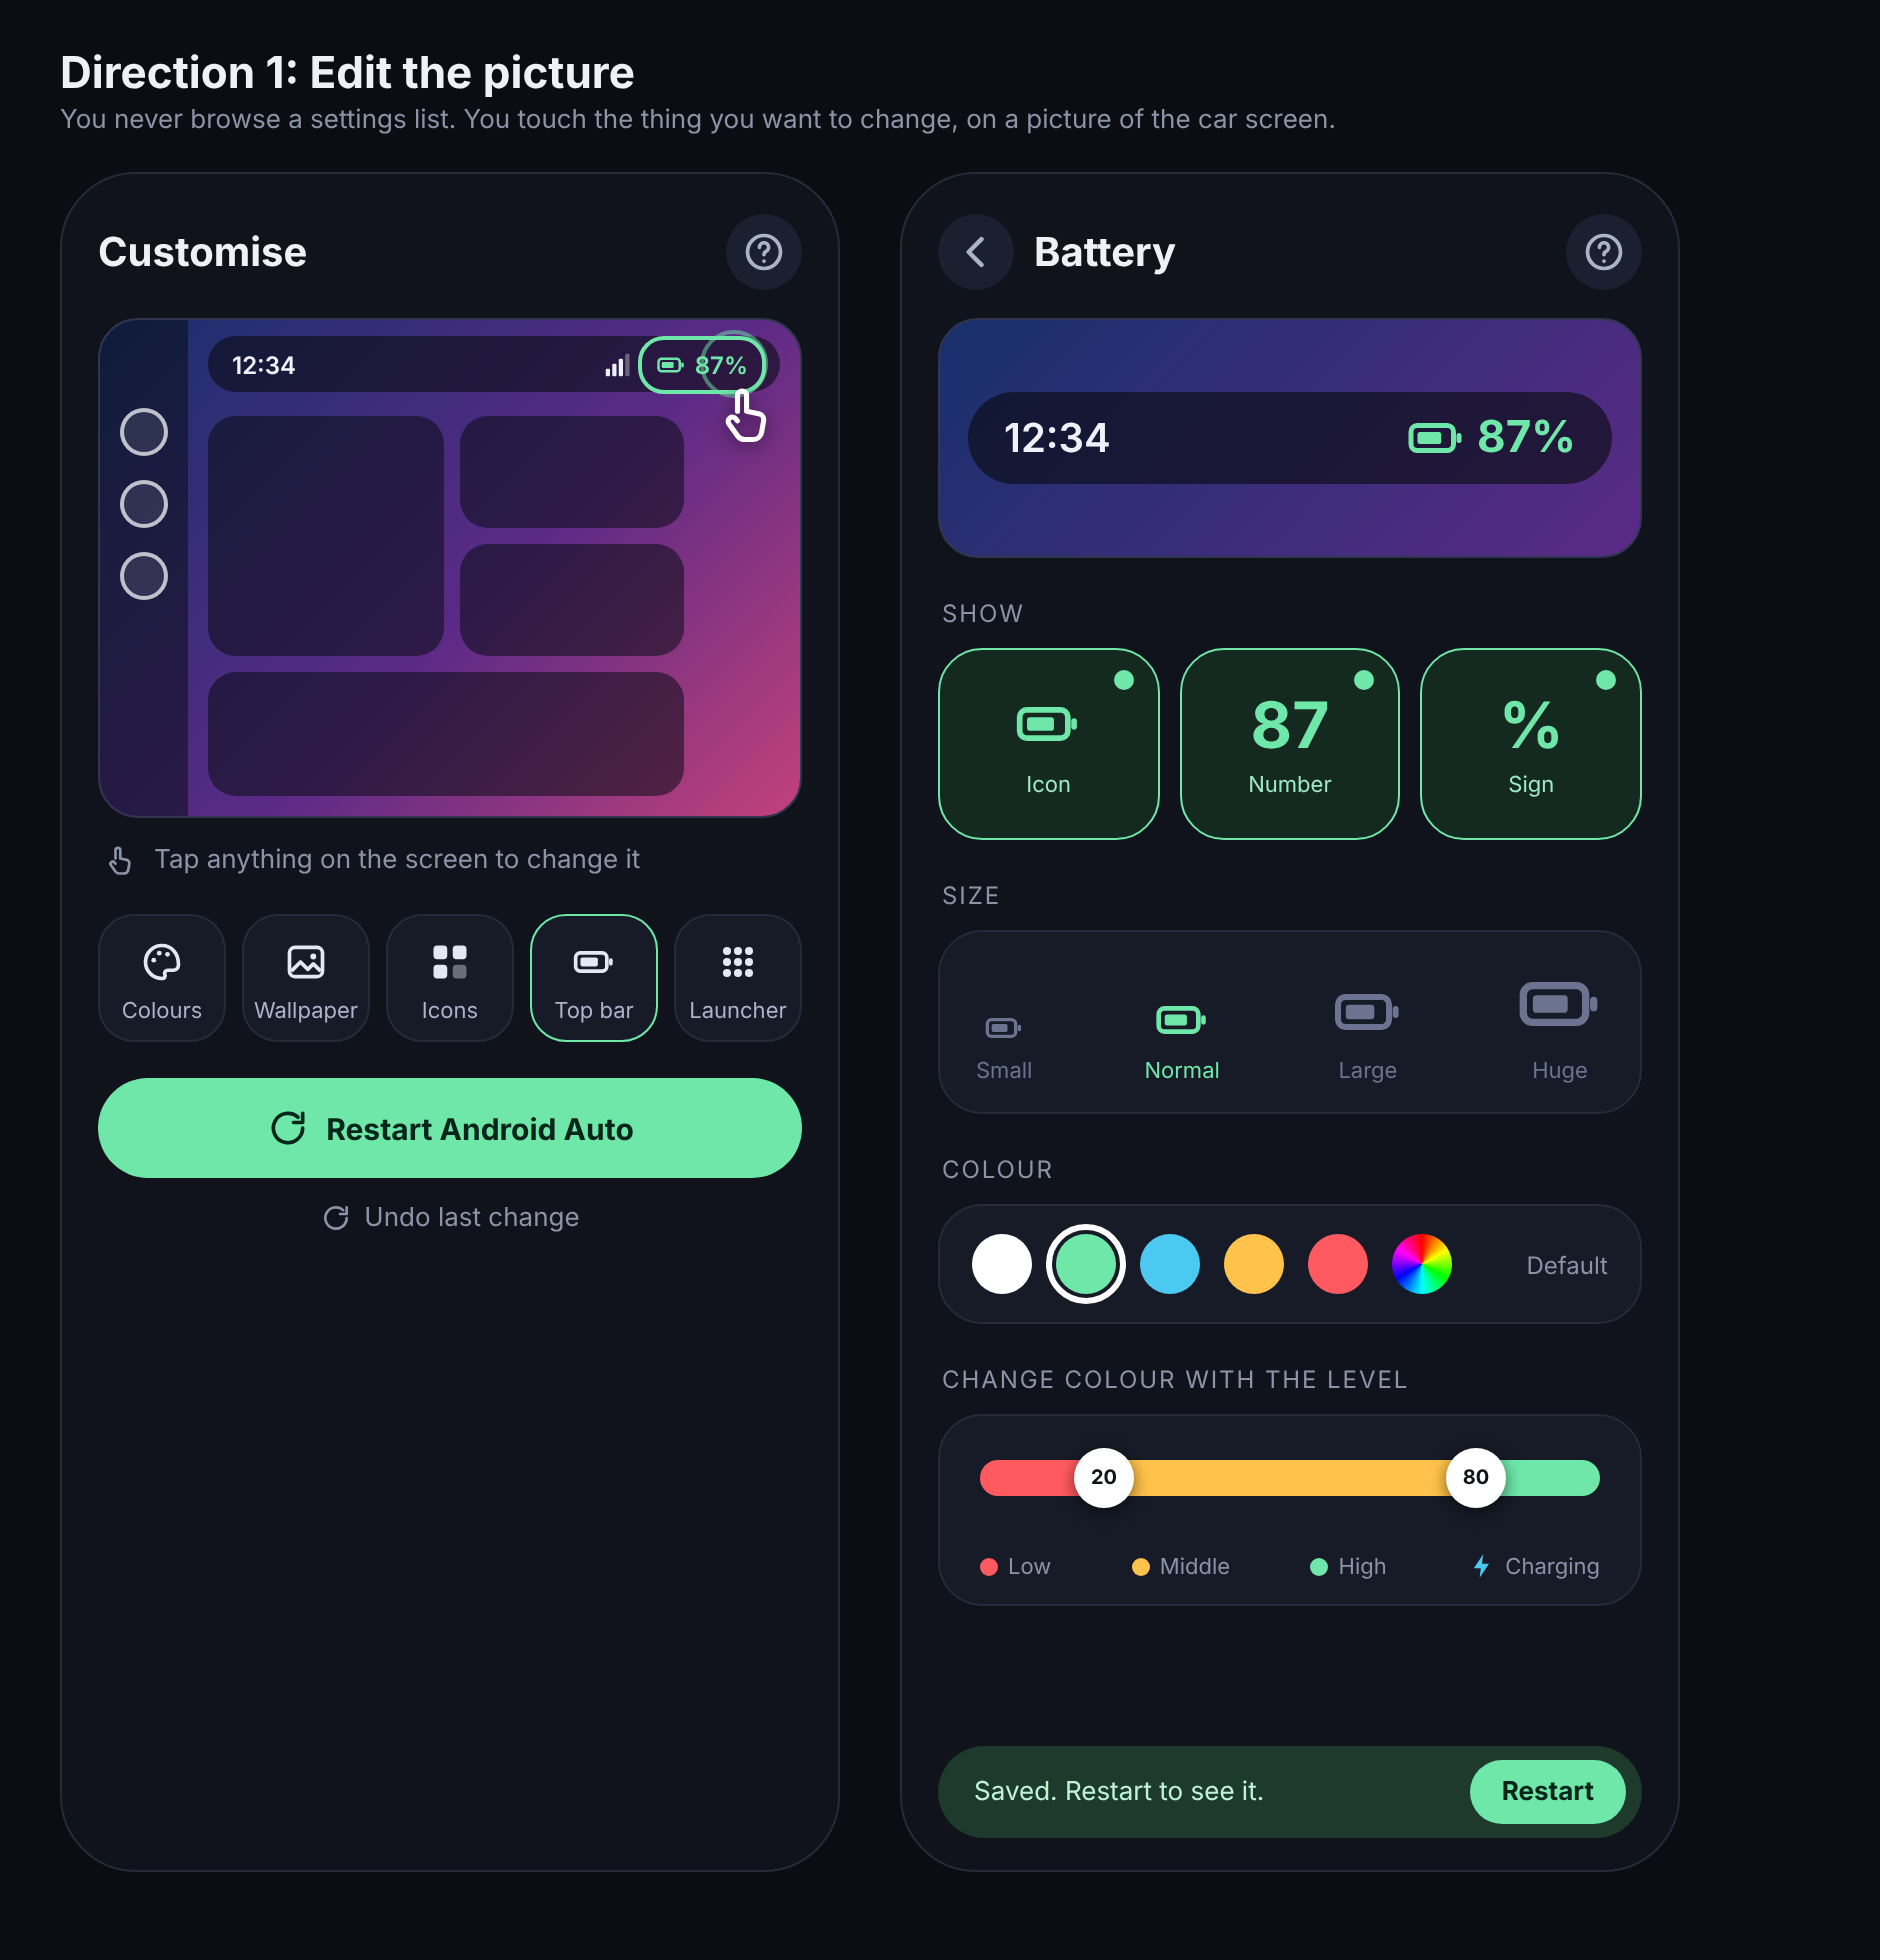 Direction 1: Edit the picture
You never browse a settings list. You touch the thing you want to change, on a picture of the car screen.
Customise
12:34
87%
Tap anything on the screen to change it
Colours
Wallpaper
Icons
Top bar
Launcher
Restart Android Auto
Undo last change
Battery
12:34
87%
SHOW
87
%
Icon
Number
Sign
SIZE
Small
Normal
Large
Huge
COLOUR
Default
CHANGE COLOUR WITH THE LEVEL
20
80
Low
Middle
High
Charging
Saved. Restart to see it.
Restart